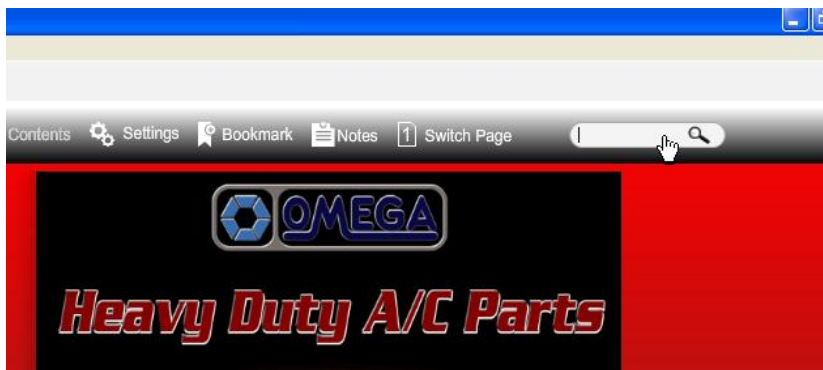 Contents Settings Bookmark Notes 1 Switch Page
OMEGA
Heavy Duty A/C Parts